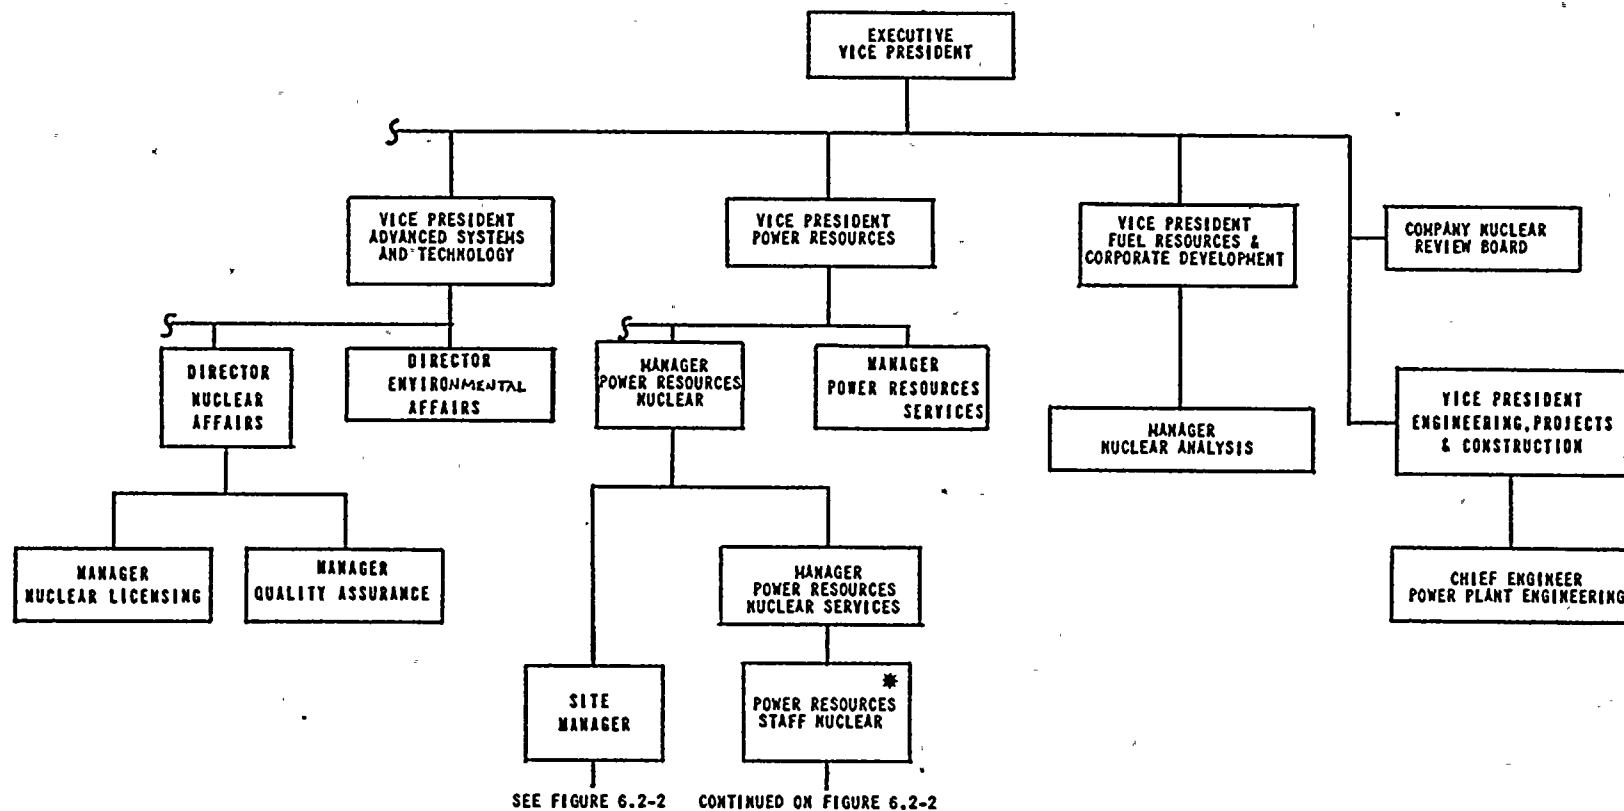 EXECUTIVE
VICE PRESIDENT
VICE PRESIDENT
ADVANCED SYSTEMS
AND TECHNOLOGY
VICE PRESIDENT
POWER RESOURCES
VICE PRESIDENT
FUEL RESOURCES &
CORPORATE DEVELOPMENT
COMPANY NUCLEAR
REVIEW BOARD
DIRECTOR
NUCLEAR
AFFAIRS
DIRECTOR
ENVIRONMENTAL
AFFAIRS
MANAGER
POWER RESOURCES
NUCLEAR
MANAGER
POWER RESOURCES
SERVICES
MANAGER
NUCLEAR ANALYSIS
VICE PRESIDENT
ENGINEERING, PROJECTS
& CONSTRUCTION
MANAGER
NUCLEAR LICENSING
MANAGER
QUALITY ASSURANCE
MANAGER
POWER RESOURCES
NUCLEAR SERVICES
CHIEF ENGINEER
POWER PLANT ENGINEERING
SITE
MANAGER
*
POWER RESOURCES
STAFF NUCLEAR
SEE FIGURE 6.2-2
CONTINUED ON FIGURE 6.2-2